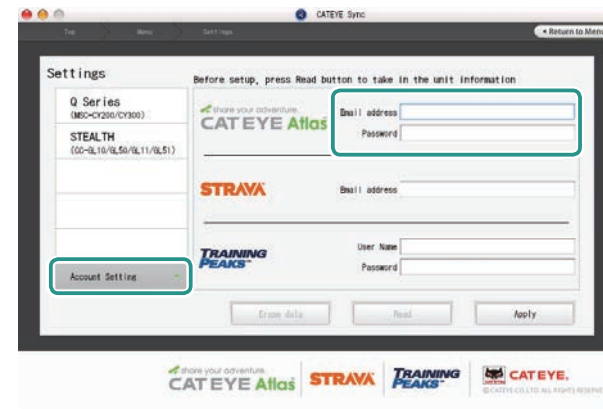 CATEYE Sync
Top Menu Settings
Return to Menu
Settings
Before setup, press Read button to take in the unit information
Q Series
(MSC-CY200/CY300)
STEALTH
(CC-GL10/GL50/GL11/GL51)
Account Setting
share your adventure.
CATEYE Atlas
Email address
Password
STRAVA
Email address
TRAINING
PEAKS
User Name
Password
Erase data Read Apply
share your adventure.
CATEYE Atlas
STRAVA
TRAINING
PEAKS
CATEYE.